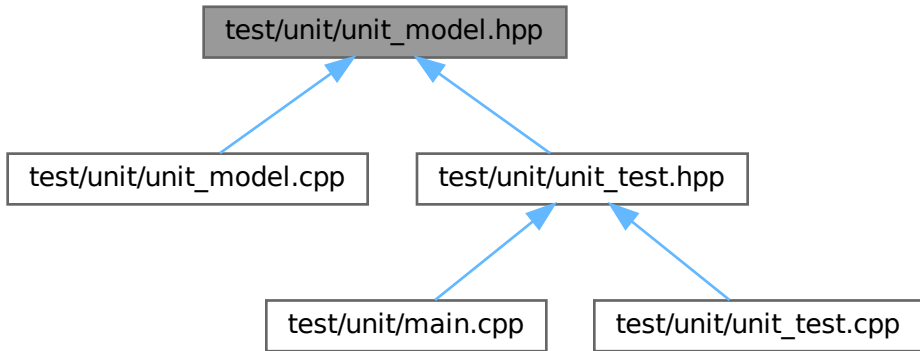 test/unit/unit_model.hpp
test/unit/unit_model.cpp
test/unit/unit_test.hpp
test/unit/main.cpp
test/unit/unit_test.cpp